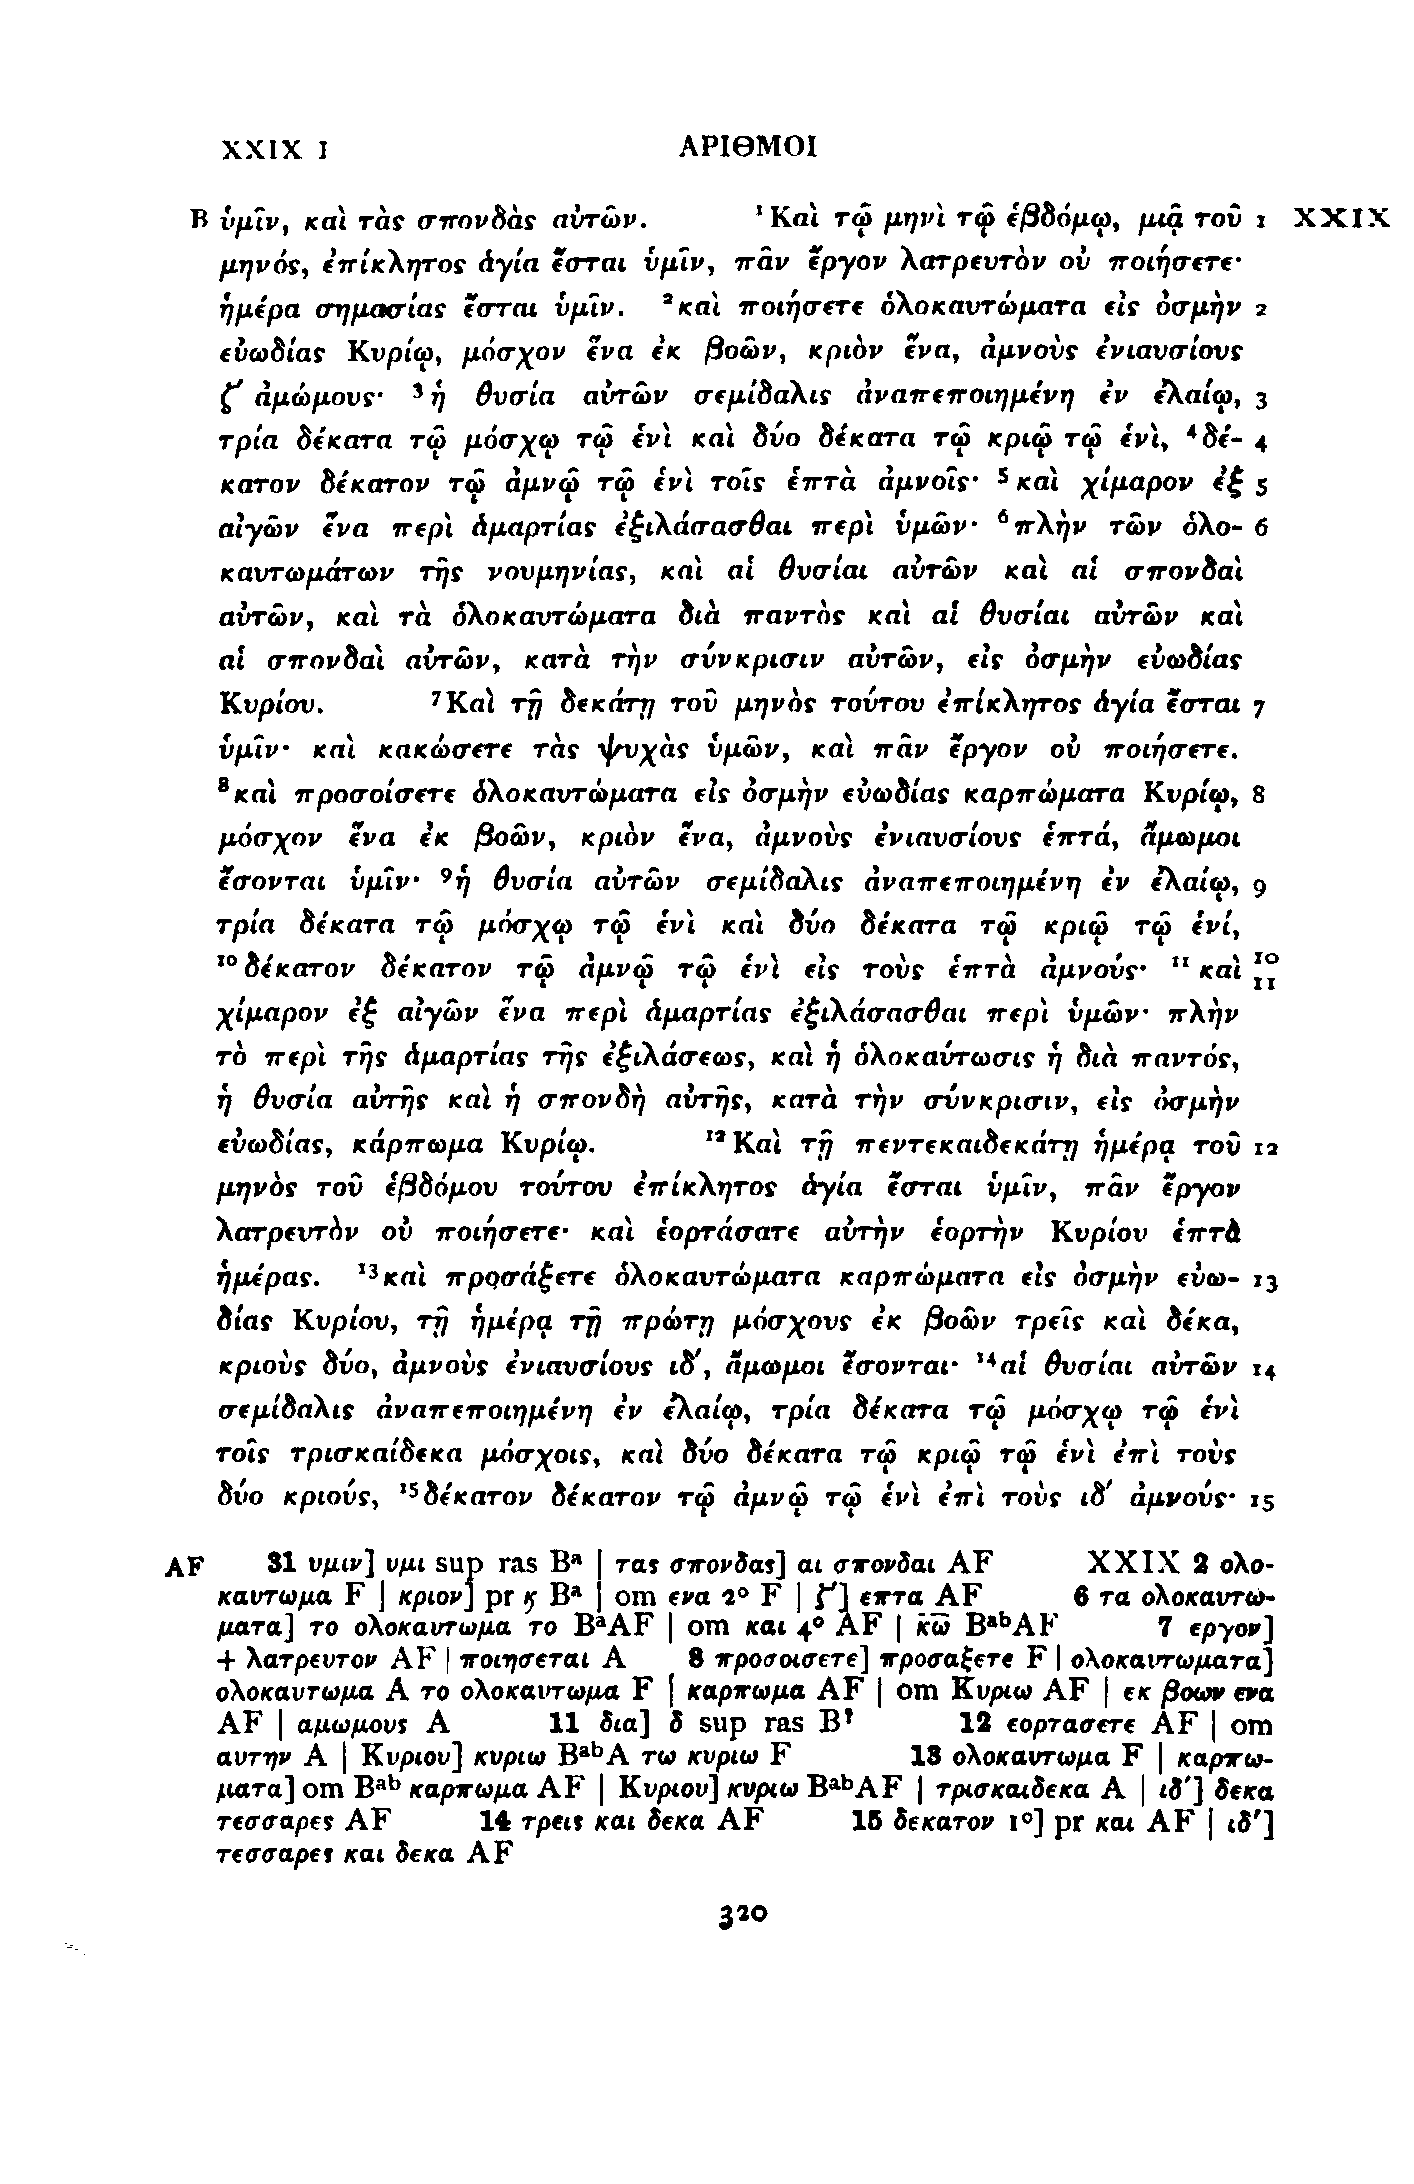 XXIX 1 ΑΡΙΘΜΟΙ
B ὑμῖν, καὶ τὰς σπονδὰς αὐτῶν. ¹Καὶ τῷ μηνὶ τῷ ἑβδόμῳ, μιᾷ τοῦ 1 XXIX
μηνός, ἐπίκλητος ἁγία ἔσται ὑμῖν, πᾶν ἔργον λατρευτὸν οὐ ποιήσετε·
ἡμέρα σημασίας ἔσται ὑμῖν. ²καὶ ποιήσετε ὁλοκαυτώματα εἰς ὀσμὴν 2
εὐωδίας Κυρίῳ, μόσχον ἕνα ἐκ βοῶν, κριὸν ἕνα, ἀμνοὺς ἐνιαυσίους
ζʹ ἀμώμους· ³ἡ θυσία αὐτῶν σεμίδαλις ἀναπεποιημένη ἐν ἐλαίῳ, 3
τρία δέκατα τῷ μόσχῳ τῷ ἑνὶ καὶ δύο δέκατα τῷ κριῷ τῷ ἑνὶ, ⁴δέ- 4
κατον δέκατον τῷ ἀμνῷ τῷ ἑνὶ τοῖς ἑπτὰ ἀμνοῖς· ⁵καὶ χίμαρον ἐξ 5
αἰγῶν ἕνα περὶ ἁμαρτίας ἐξιλάσασθαι περὶ ὑμῶν· ⁶πλὴν τῶν ὁλο- 6
καυτωμάτων τῆς νουμηνίας, καὶ αἱ θυσίαι αὐτῶν καὶ αἱ σπονδαὶ
αὐτῶν, καὶ τὰ ὁλοκαυτώματα διὰ παντὸς καὶ αἱ θυσίαι αὐτῶν καὶ
αἱ σπονδαὶ αὐτῶν, κατὰ τὴν σύνκρισιν αὐτῶν, εἰς ὀσμὴν εὐωδίας
Κυρίου. ⁷Καὶ τῇ δεκάτῃ τοῦ μηνὸς τούτου ἐπίκλητος ἁγία ἔσται 7
ὑμῖν· καὶ κακώσετε τὰς ψυχὰς ὑμῶν, καὶ πᾶν ἔργον οὐ ποιήσετε.
⁸καὶ προσοίσετε ὁλοκαυτώματα εἰς ὀσμὴν εὐωδίας καρπώματα Κυρίῳ, 8
μόσχον ἕνα ἐκ βοῶν, κριὸν ἕνα, ἀμνοὺς ἐνιαυσίους ἑπτά, ἄμωμοι
ἔσονται ὑμῖν· ⁹ἡ θυσία αὐτῶν σεμίδαλις ἀναπεποιημένη ἐν ἐλαίῳ, 9
τρία δέκατα τῷ μόσχῳ τῷ ἑνὶ καὶ δύο δέκατα τῷ κριῷ τῷ ἑνί,
¹⁰δέκατον δέκατον τῷ ἀμνῷ τῷ ἑνὶ εἰς τοὺς ἑπτὰ ἀμνούς· ¹¹καὶ 10 11
χίμαρον ἐξ αἰγῶν ἕνα περὶ ἁμαρτίας ἐξιλάσασθαι περὶ ὑμῶν· πλὴν
τὸ περὶ τῆς ἁμαρτίας τῆς ἐξιλάσεως, καὶ ἡ ὁλοκαύτωσις ἡ διὰ παντός,
ἡ θυσία αὐτῆς καὶ ἡ σπονδὴ αὐτῆς, κατὰ τὴν σύνκρισιν, εἰς ὀσμὴν
εὐωδίας, κάρπωμα Κυρίῳ. ¹²Καὶ τῇ πεντεκαιδεκάτῃ ἡμέρᾳ τοῦ 12
μηνὸς τοῦ ἑβδόμου τούτου ἐπίκλητος ἁγία ἔσται ὑμῖν, πᾶν ἔργον
λατρευτὸν οὐ ποιήσετε· καὶ ἑορτάσατε αὐτὴν ἑορτὴν Κυρίου ἑπτὰ
ἡμέρας. ¹³καὶ προσάξετε ὁλοκαυτώματα καρπώματα εἰς ὀσμὴν εὐω- 13
δίας Κυρίου, τῇ ἡμέρᾳ τῇ πρώτῃ μόσχους ἐκ βοῶν τρεῖς καὶ δέκα,
κριοὺς δύο, ἀμνοὺς ἐνιαυσίους ιδʹ, ἄμωμοι ἔσονται· ¹⁴αἱ θυσίαι αὐτῶν 14
σεμίδαλις ἀναπεποιημένη ἐν ἐλαίῳ, τρία δέκατα τῷ μόσχῳ τῷ ἑνὶ
τοῖς τρισκαίδεκα μόσχοις, καὶ δύο δέκατα τῷ κριῷ τῷ ἑνὶ ἐπὶ τοὺς
δύο κριούς, ¹⁵δέκατον δέκατον τῷ ἀμνῷ τῷ ἑνὶ ἐπὶ τοὺς ιδʹ ἀμνούς· 15
AF 31 υμιν] υμι sup ras Bᵃ | τας σπονδας] αι σπονδαι AF XXIX 2 ολο-
καυτωμα F | κριον] pr ϗ Bᵃ | om ενα 2° F | ζʹ] επτα AF 6 τα ολοκαυτω-
ματα] το ολοκαυτωμα το BᵃAF | om και 4° AF | κ̅ω̅ BᵃᵇAF 7 εργον]
+ λατρευτον AF | ποιησεται A 8 προσοισετε] προσαξετε F | ολοκαυτωματα]
ολοκαυτωμα A το ολοκαυτωμα F | καρπωμα AF | om Κυριω AF | εκ βοων ενα
AF | αμωμους A 11 δια] δ sup ras B? 12 εορτασετε AF | om
αυτην A | Κυριου] κυριω BᵃᵇA τω κυριω F 13 ολοκαυτωμα F | καρπω-
ματα] om Bᵃᵇ καρπωμα AF | Κυριου] κυριω BᵃᵇAF | τρισκαιδεκα A | ιδʹ] δεκα
τεσσαρες AF 14 τρεις και δεκα AF 15 δεκατον 1°] pr και AF | ιδʹ]
τεσσαρες και δεκα AF
320